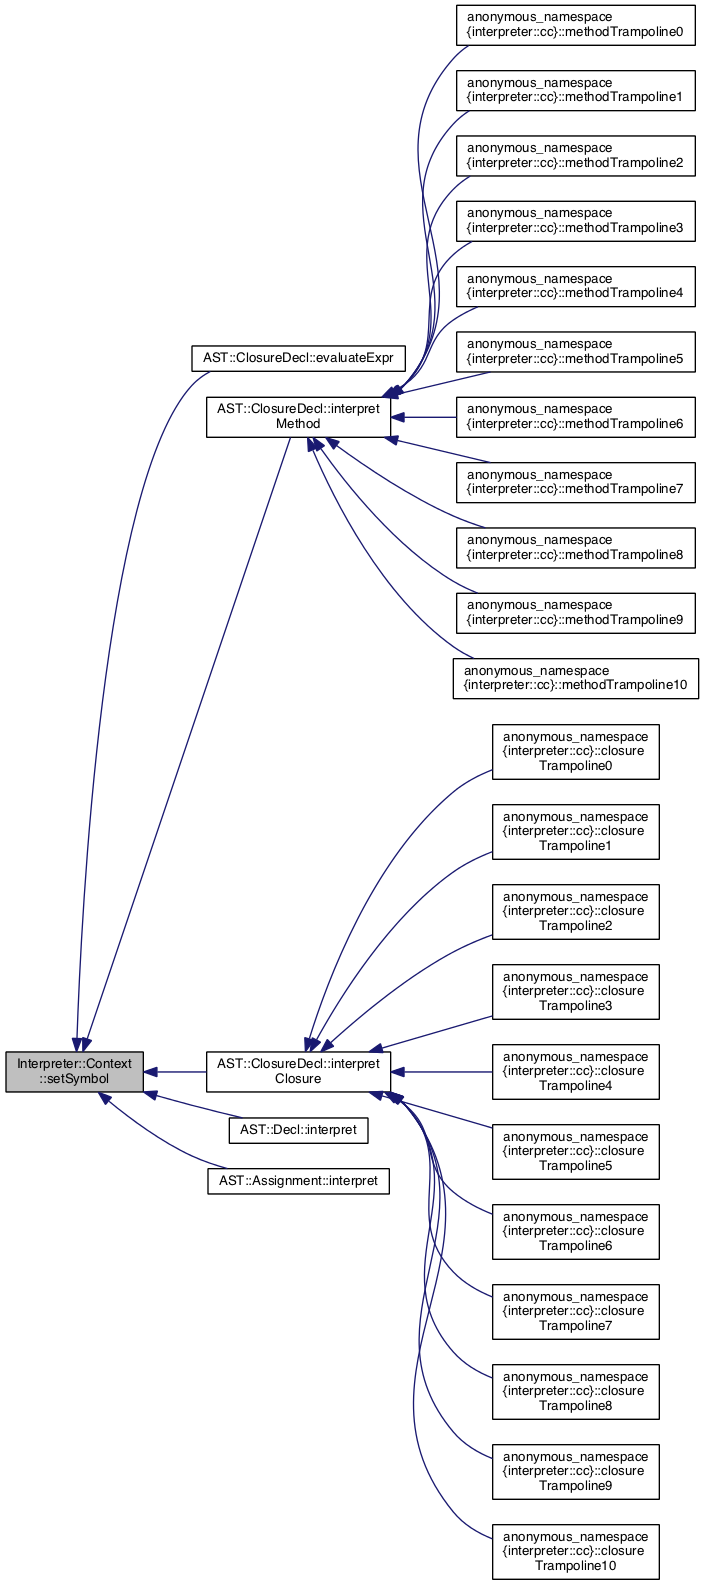 anonymous_namespace
{interpreter::cc}::methodTrampoline0
anonymous_namespace
{interpreter::cc}::methodTrampoline1
anonymous_namespace
{interpreter::cc}::methodTrampoline2
anonymous_namespace
{interpreter::cc}::methodTrampoline3
anonymous_namespace
{interpreter::cc}::methodTrampoline4
anonymous_namespace
{interpreter::cc}::methodTrampoline5
AST::ClosureDecl::evaluateExpr
AST::ClosureDecl::interpret
Method
anonymous_namespace
{interpreter::cc}::methodTrampoline6
anonymous_namespace
{interpreter::cc}::methodTrampoline7
anonymous_namespace
{interpreter::cc}::methodTrampoline8
anonymous_namespace
{interpreter::cc}::methodTrampoline9
anonymous_namespace
{interpreter::cc}::methodTrampoline10
anonymous_namespace
{interpreter::cc}::closure
Trampoline0
anonymous_namespace
{interpreter::cc}::closure
Trampoline1
anonymous_namespace
{interpreter::cc}::closure
Trampoline2
anonymous_namespace
{interpreter::cc}::closure
Trampoline3
Interpreter::Context
::setSymbol
AST::ClosureDecl::interpret
Closure
anonymous_namespace
{interpreter::cc}::closure
Trampoline4
AST::Decl::interpret
AST::Assignment::interpret
anonymous_namespace
{interpreter::cc}::closure
Trampoline5
anonymous_namespace
{interpreter::cc}::closure
Trampoline6
anonymous_namespace
{interpreter::cc}::closure
Trampoline7
anonymous_namespace
{interpreter::cc}::closure
Trampoline8
anonymous_namespace
{interpreter::cc}::closure
Trampoline9
anonymous_namespace
{interpreter::cc}::closure
Trampoline10